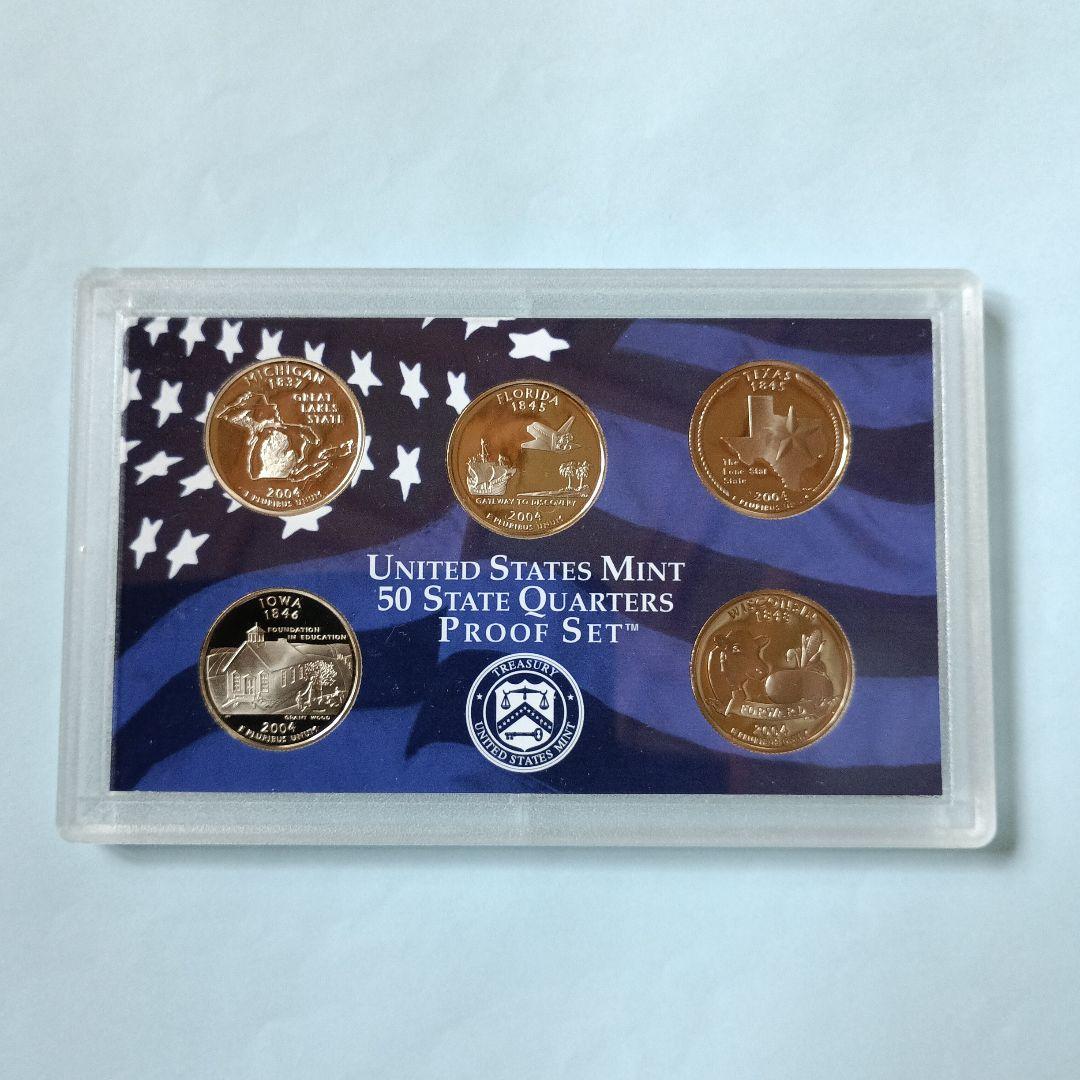 MICHIGAN
1837
GREAT
LAKES
STATE
2004
E PLURIBUS UNUM
FLORIDA
1845
GATEWAY TO DISCOVERY
2004
E PLURIBUS UNUM
TEXAS
1845
The
Lone Star
State
2004
E PLURIBUS UNUM
UNITED STATES MINT
50 STATE QUARTERS
PROOF SET™
IOWA
1846
FOUNDATION
IN EDUCATION
GRANT WOOD
2004
E PLURIBUS UNUM
TREASURY
UNITED STATES MINT
WISCONSIN
1848
FORWARD
2004
E PLURIBUS UNUM